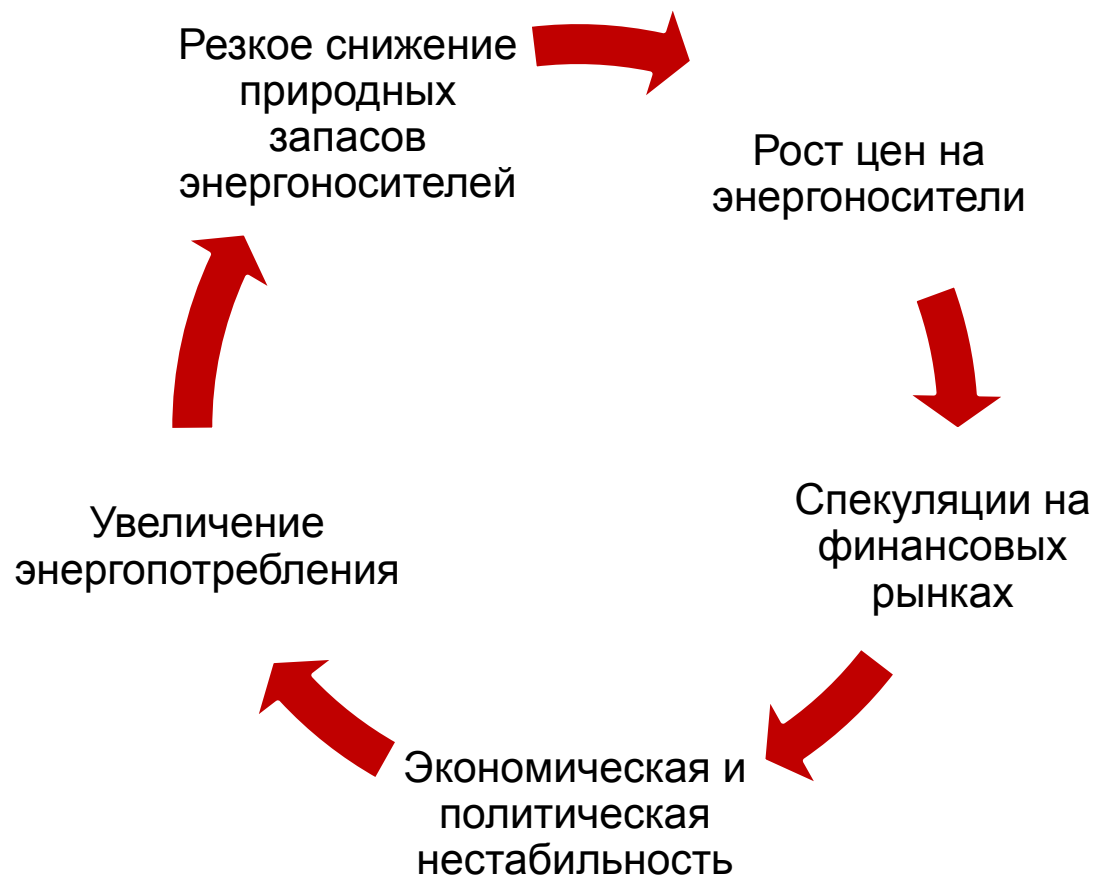 Резкое снижение
природных
запасов
энергоносителей
Рост цен на
энергоносители
Спекуляции на
финансовых
рынках
Экономическая и
политическая
нестабильность
Увеличение
энергопотребления